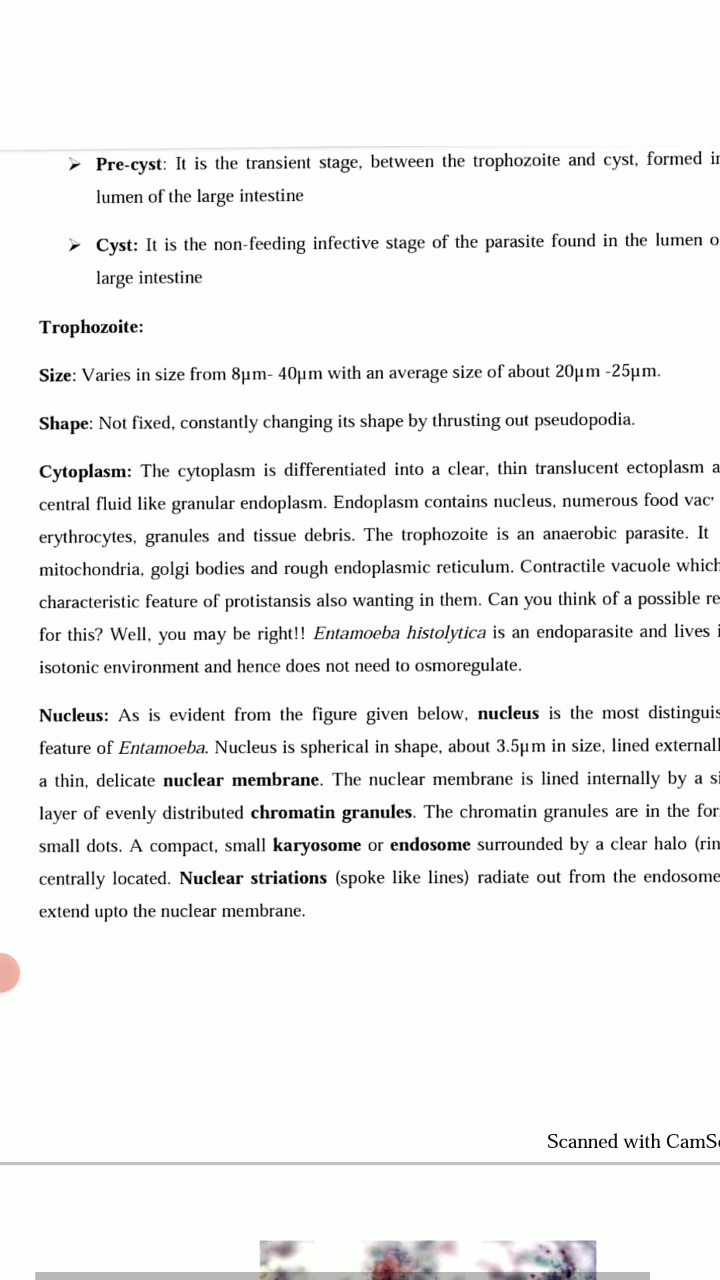 ➢ Pre-cyst: It is the transient stage, between the trophozoite and cyst, formed in
lumen of the large intestine
➢ Cyst: It is the non-feeding infective stage of the parasite found in the lumen o
large intestine
Trophozoite:
Size: Varies in size from 8µm- 40µm with an average size of about 20µm -25µm.
Shape: Not fixed, constantly changing its shape by thrusting out pseudopodia.
Cytoplasm: The cytoplasm is differentiated into a clear, thin translucent ectoplasm a
central fluid like granular endoplasm. Endoplasm contains nucleus, numerous food vac
erythrocytes, granules and tissue debris. The trophozoite is an anaerobic parasite. It
mitochondria, golgi bodies and rough endoplasmic reticulum. Contractile vacuole which
characteristic feature of protistansis also wanting in them. Can you think of a possible re
for this? Well, you may be right!! Entamoeba histolytica is an endoparasite and lives i
isotonic environment and hence does not need to osmoregulate.
Nucleus: As is evident from the figure given below, nucleus is the most distinguis
feature of Entamoeba. Nucleus is spherical in shape, about 3.5µm in size, lined externall
a thin, delicate nuclear membrane. The nuclear membrane is lined internally by a si
layer of evenly distributed chromatin granules. The chromatin granules are in the for
small dots. A compact, small karyosome or endosome surrounded by a clear halo (rin
centrally located. Nuclear striations (spoke like lines) radiate out from the endosome
extend upto the nuclear membrane.
Scanned with CamSc